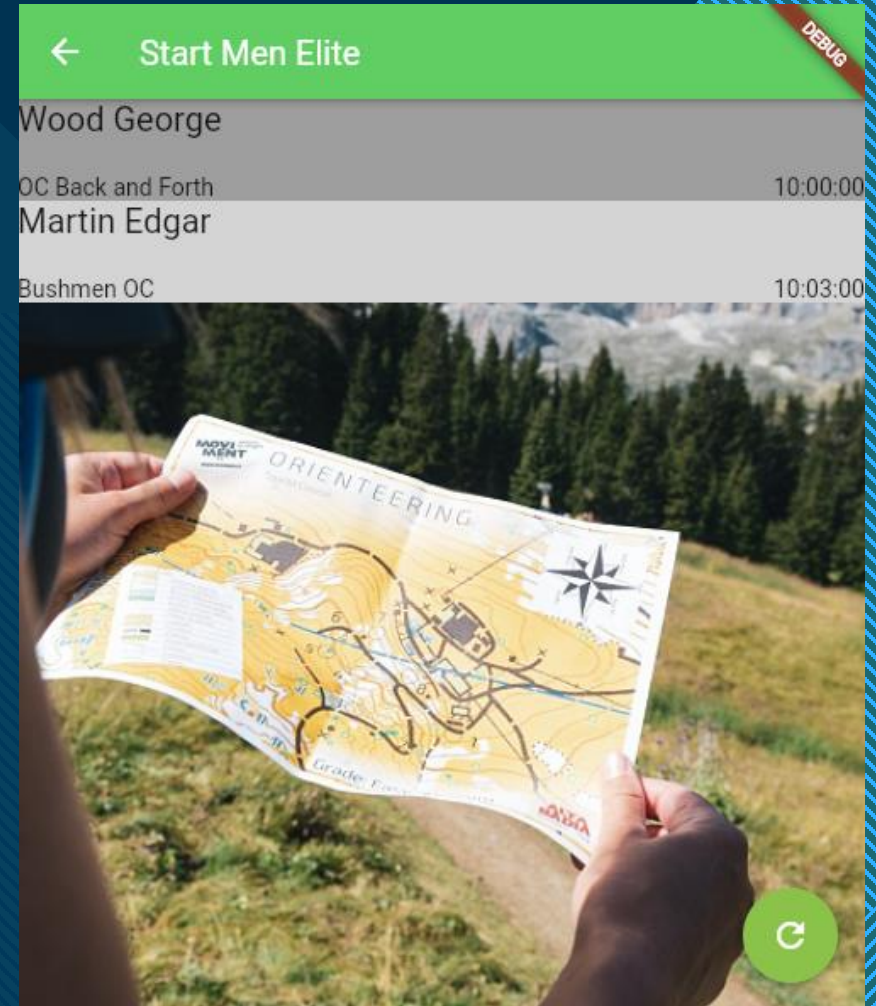 Start Men Elite
DEBUG
Wood George
OC Back and Forth 10:00:00
Martin Edgar
Bushmen OC 10:03:00
MOVI
MENT
ORIENTEERING
Grade: